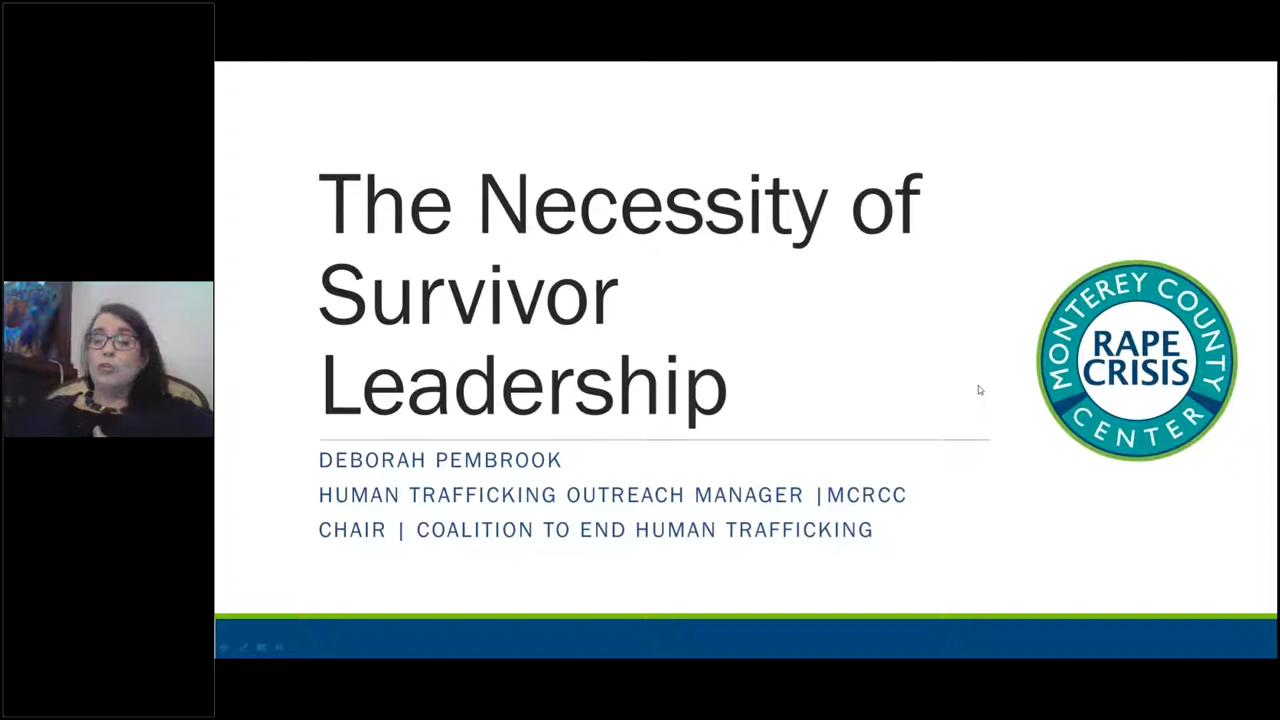 The Necessity of
Survivor
Leadership
DEBORAH PEMBROOK
HUMAN TRAFFICKING OUTREACH MANAGER |MCRCC
CHAIR | COALITION TO END HUMAN TRAFFICKING
MONTEREY COUNTY
RAPE
CRISIS
CENTER